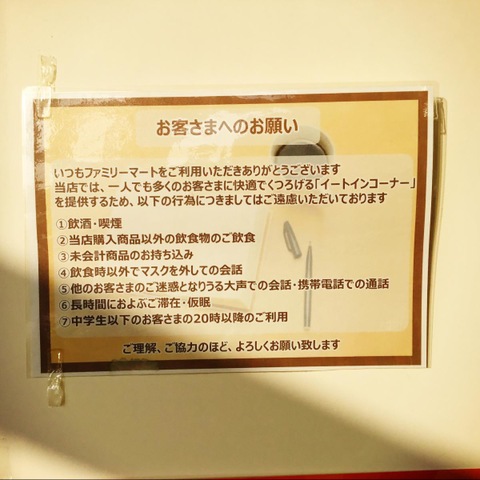 お客さまへのお願い
いつもファミリーマートをご利用いただきありがとうございます
当店では、一人でも多くのお客さまに快適でくつろげる「イートインコーナー」
を提供するため、以下の行為につきましてはご遠慮いただいております
①飲酒・喫煙
②当店購入商品以外の飲食物のご飲食
③未会計商品のお持ち込み
④飲食時以外でマスクを外しての会話
⑤他のお客さまのご迷惑となりうる大声での会話・携帯電話での通話
⑥長時間におよぶご滞在・仮眠
⑦中学生以下のお客さまの20時以降のご利用
ご理解、ご協力のほど、よろしくお願い致します